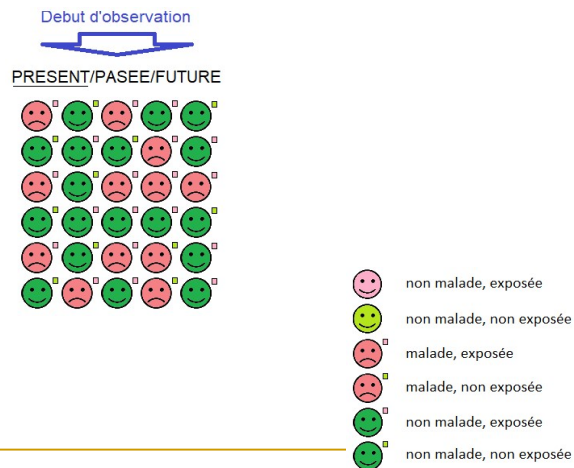 Debut d'observation
PRESENT/PASEE/FUTURE
non malade, exposée
non malade, non exposée
malade, exposée
malade, non exposée
non malade, exposée
non malade, non exposée